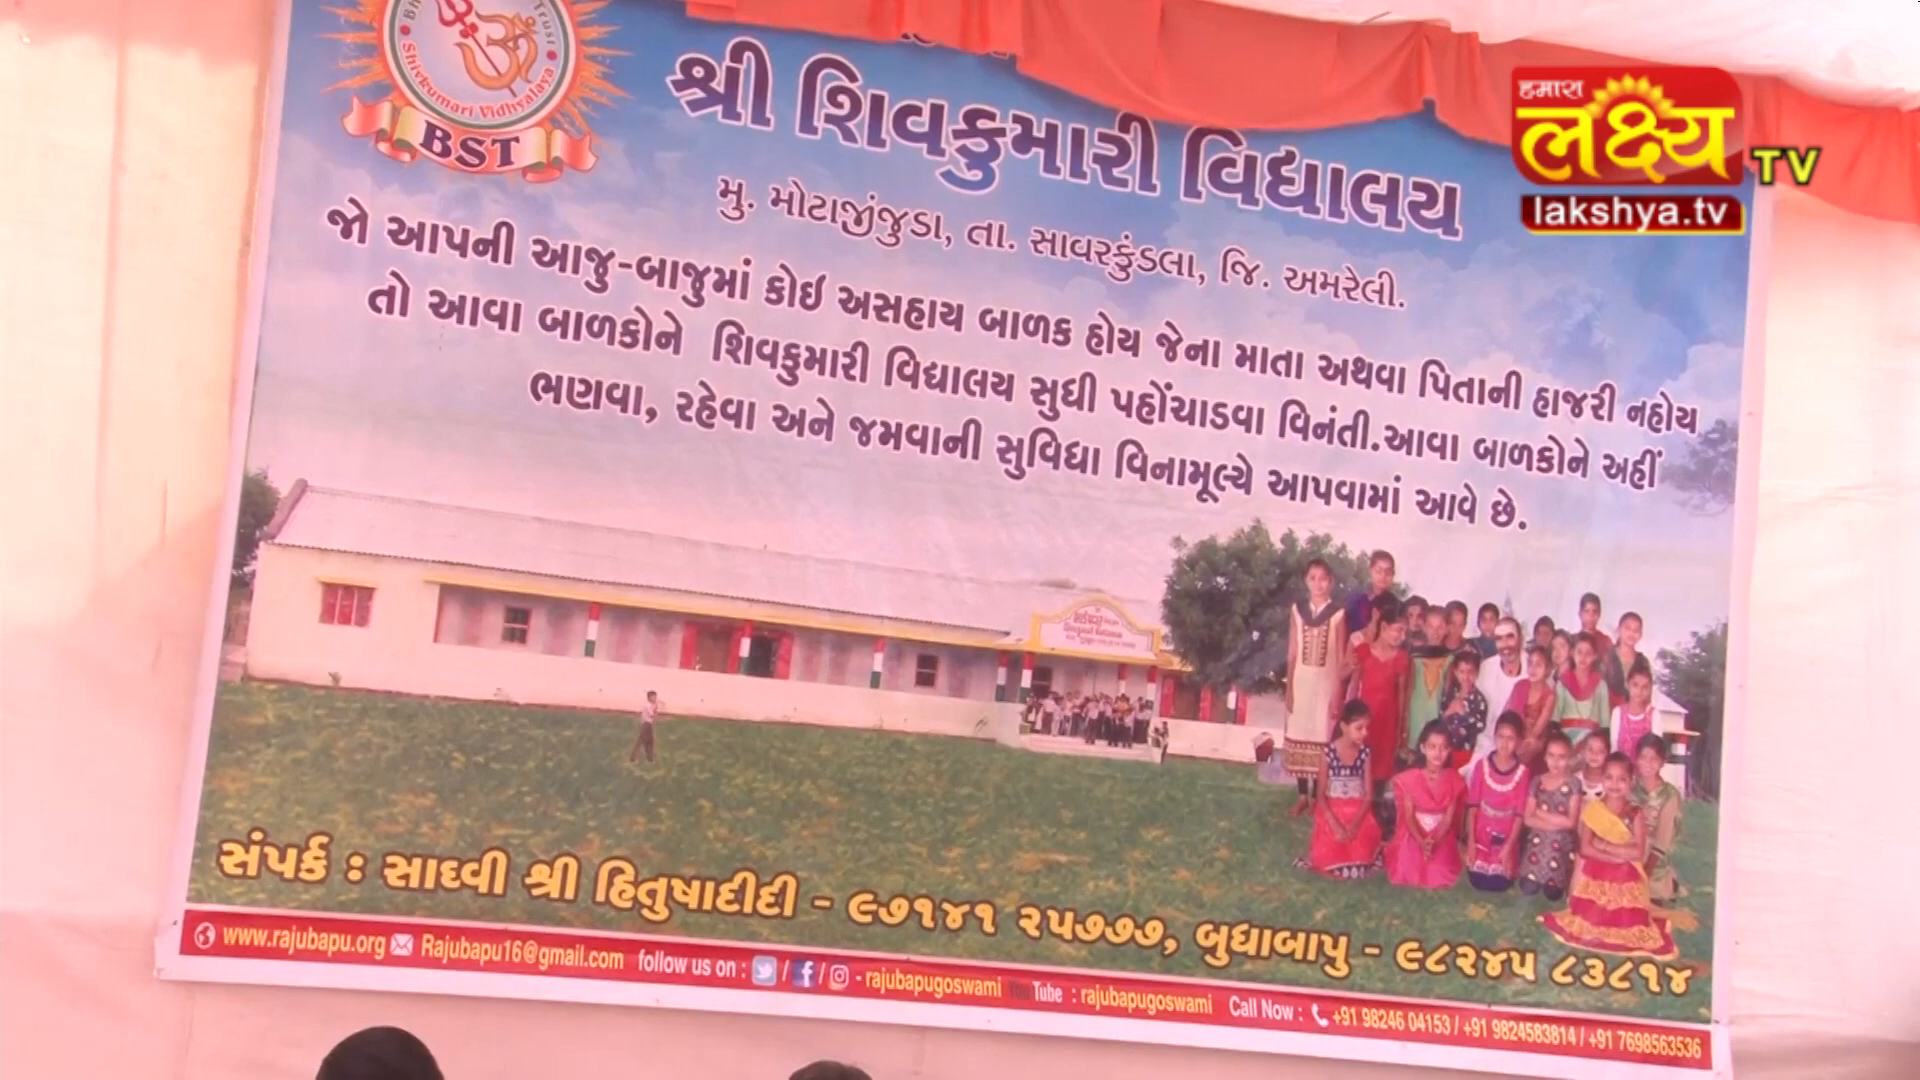 Trust
Shivkumari Vidhyalaya
BST
શ્રી શિવકુમારી વિદ્યાલય
મુ. મોટાજીંજુડા, તા. સાવરકુંડલા, જિ. અમરેલી.
જો આપની આજુ-બાજુમાં કોઇ અસહાય બાળક હોય જેના માતા અથવા પિતાની હાજરી નહોય
તો આવા બાળકોને શિવકુમારી વિદ્યાલય સુધી પહોંચાડવા વિનંતી.આવા બાળકોને અહીં
ભણવા, રહેવા અને જમવાની સુવિધા વિનામૂલ્યે આપવામાં આવે છે.
સંપર્ક : સાધ્વી શ્રી હિતુષાદીદી - ૯૭૧૪૧ ૨૫૭૭૭, બુધાબાપુ - ૯૮૨૪૫ ૮૩૮૧૪
www.rajubapu.org Rajubapu16@gmail.com follow us on : / / - rajubapugoswami You Tube : rajubapugoswami Call Now : +91 98246 04153 / +91 9824583814 / +91 7698563536
हमारा
लक्ष्य TV
lakshya.tv